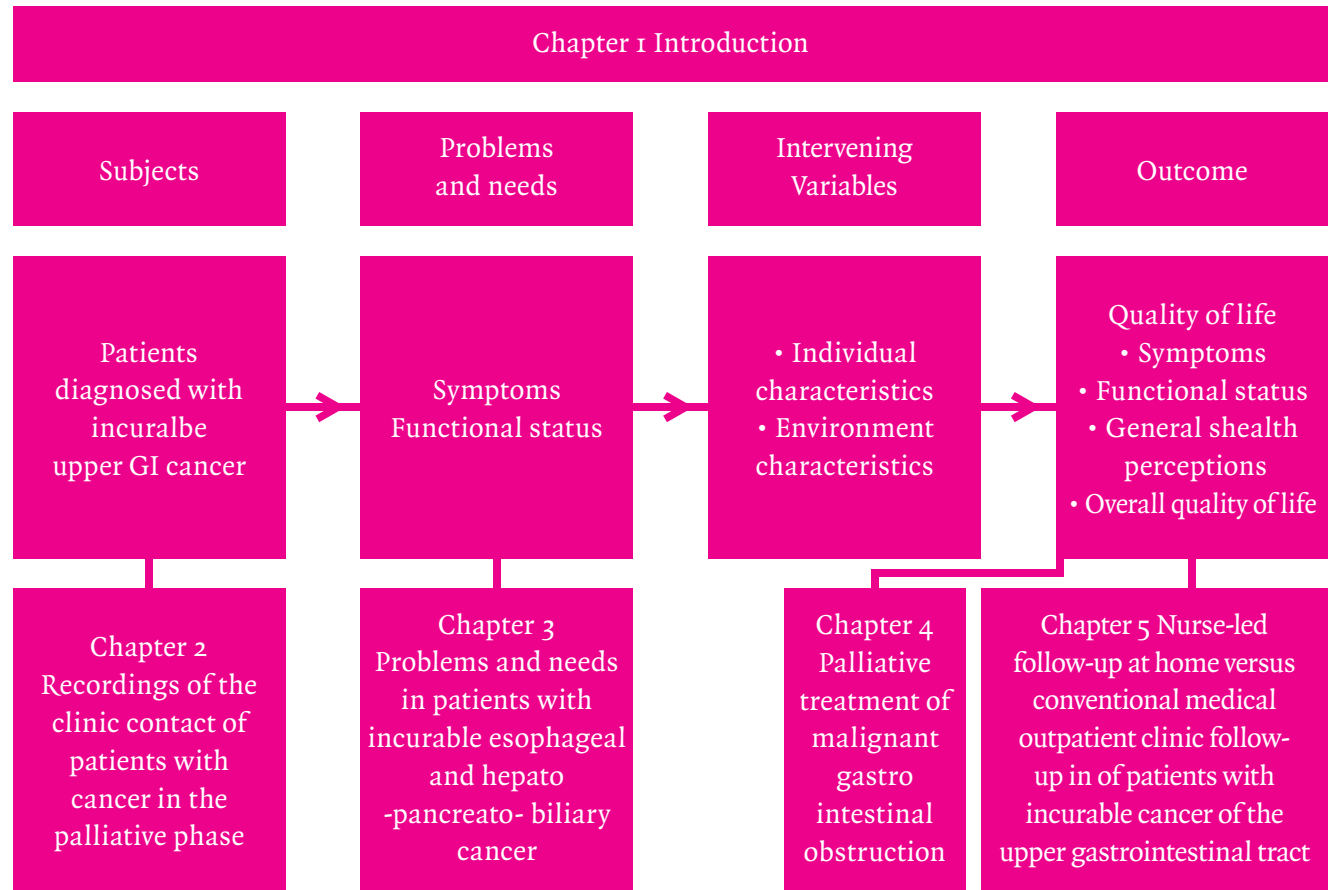 Chapter 1 Introduction
Subjects
Problems
and needs
Intervening
Variables
Outcome
Patients
diagnosed with
incuralbe
upper GI cancer
Symptoms
Functional status
• Individual
characteristics
• Environment
characteristics
Quality of life
• Symptoms
• Functional status
• General shealth
perceptions
• Overall quality of life
Chapter 2
Recordings of the
clinic contact of
patients with
cancer in the
palliative phase
Chapter 3
Problems and needs
in patients with
incurable esophageal
and hepato
-pancreato- biliary
cancer
Chapter 4
Palliative
treatment of
malignant
gastro
intestinal
obstruction
Chapter 5 Nurse-led
follow-up at home versus
conventional medical
outpatient clinic follow-
up in of patients with
incurable cancer of the
upper gastrointestinal tract